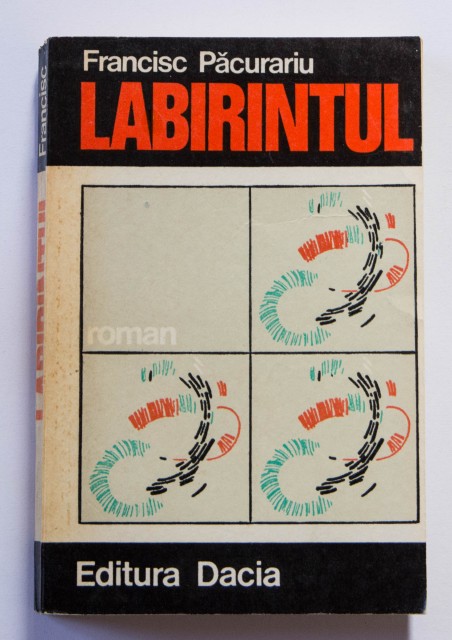 Francisc Păcurariu
LABIRINTUL
roman
Editura Dacia
Francisc
LABIRINTUL